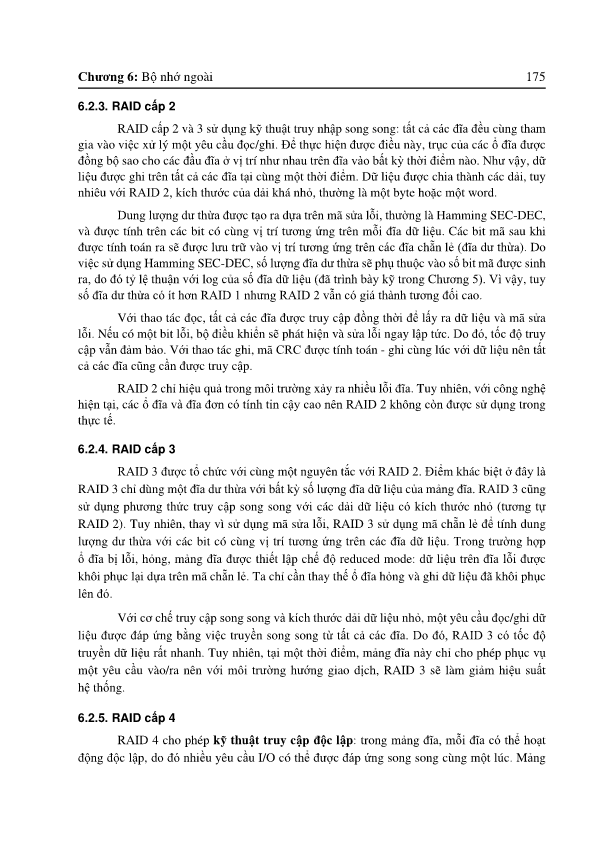 Chương 6: Bộ nhớ ngoài 175
6.2.3. RAID cấp 2
RAID cấp 2 và 3 sử dụng kỹ thuật truy nhập song song: tất cả các đĩa đều cùng tham
gia vào việc xử lý một yêu cầu đọc/ghi. Để thực hiện được điều này, trục của các ổ đĩa được
đồng bộ sao cho các đầu đĩa ở vị trí như nhau trên đĩa vào bất kỳ thời điểm nào. Như vậy, dữ
liệu được ghi trên tất cả các đĩa tại cùng một thời điểm. Dữ liệu được chia thành các dải, tuy
nhiên với RAID 2, kích thước của dải khá nhỏ, thường là một byte hoặc một word.
Dung lượng dư thừa được tạo ra dựa trên mã sửa lỗi, thường là Hamming SEC-DEC,
và được tính trên các bit có cùng vị trí tương ứng trên mỗi đĩa dữ liệu. Các bit mã sau khi
được tính toán ra sẽ được lưu trữ vào vị trí tương ứng trên các đĩa chẵn lẻ (đĩa dư thừa). Do
việc sử dụng Hamming SEC-DEC, số lượng đĩa dư thừa sẽ phụ thuộc vào số bit mã được sinh
ra, do đó tỷ lệ thuận với log của số đĩa dữ liệu (đã trình bày kỹ trong Chương 5). Vì vậy, tuy
số đĩa dư thừa có ít hơn RAID 1 nhưng RAID 2 vẫn có giá thành tương đối cao.
Với thao tác đọc, tất cả các đĩa được truy cập đồng thời để lấy ra dữ liệu và mã sửa
lỗi. Nếu có một bit lỗi, bộ điều khiển sẽ phát hiện và sửa lỗi ngay lập tức. Do đó, tốc độ truy
cập vẫn đảm bảo. Với thao tác ghi, mã CRC được tính toán - ghi cùng lúc với dữ liệu nên tất
cả các đĩa cũng cần được truy cập.
RAID 2 chỉ hiệu quả trong môi trường xảy ra nhiều lỗi đĩa. Tuy nhiên, với công nghệ
hiện tại, các ổ đĩa và đĩa đơn có tính tin cậy cao nên RAID 2 không còn được sử dụng trong
thực tế.
6.2.4. RAID cấp 3
RAID 3 được tổ chức với cùng một nguyên tắc với RAID 2. Điểm khác biệt ở đây là
RAID 3 chỉ dùng một đĩa dư thừa với bất kỳ số lượng đĩa dữ liệu của mảng đĩa. RAID 3 cũng
sử dụng phương thức truy cập song song với các dải dữ liệu có kích thước nhỏ (tương tự
RAID 2). Tuy nhiên, thay vì sử dụng mã sửa lỗi, RAID 3 sử dụng mã chẵn lẻ để tính dung
lượng dư thừa với các bit có cùng vị trí tương ứng trên các đĩa dữ liệu. Trong trường hợp
ổ đĩa bị lỗi, hỏng, mảng đĩa được thiết lập chế độ reduced mode: dữ liệu trên đĩa lỗi được
khôi phục lại dựa trên mã chẵn lẻ. Ta chỉ cần thay thế ổ đĩa hỏng và ghi dữ liệu đã khôi phục
lên đó.
Với cơ chế truy cập song song và kích thước dải dữ liệu nhỏ, một yêu cầu đọc/ghi dữ
liệu được đáp ứng bằng việc truyền song song từ tất cả các đĩa. Do đó, RAID 3 có tốc độ
truyền dữ liệu rất nhanh. Tuy nhiên, tại một thời điểm, mảng đĩa này chỉ cho phép phục vụ
một yêu cầu vào/ra nên với môi trường hướng giao dịch, RAID 3 sẽ làm giảm hiệu suất
hệ thống.
6.2.5. RAID cấp 4
RAID 4 cho phép kỹ thuật truy cập độc lập: trong mảng đĩa, mỗi đĩa có thể hoạt
động độc lập, do đó nhiều yêu cầu I/O có thể được đáp ứng song song cùng một lúc. Mảng